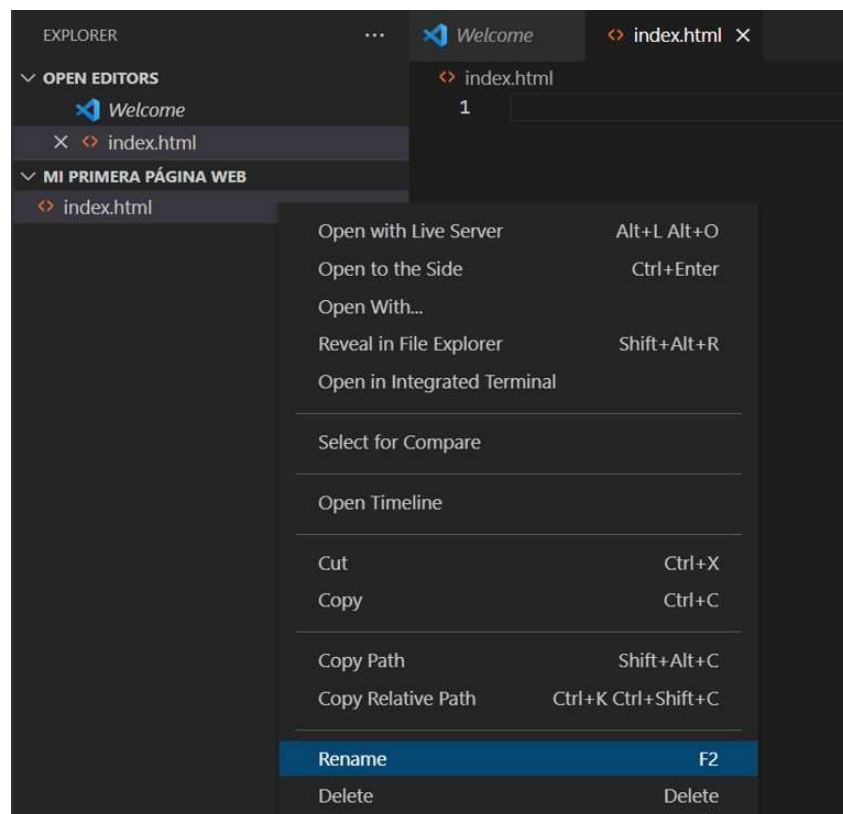 EXPLORER ...
Welcome index.html
OPEN EDITORS
index.html
Welcome
1
index.html
MI PRIMERA PÁGINA WEB
index.html
Open with Live Server Alt+L Alt+O
Open to the Side Ctrl+Enter
Open With...
Reveal in File Explorer Shift+Alt+R
Open in Integrated Terminal
Select for Compare
Open Timeline
Cut Ctrl+X
Copy Ctrl+C
Copy Path Shift+Alt+C
Copy Relative Path Ctrl+K Ctrl+Shift+C
Rename F2
Delete Delete